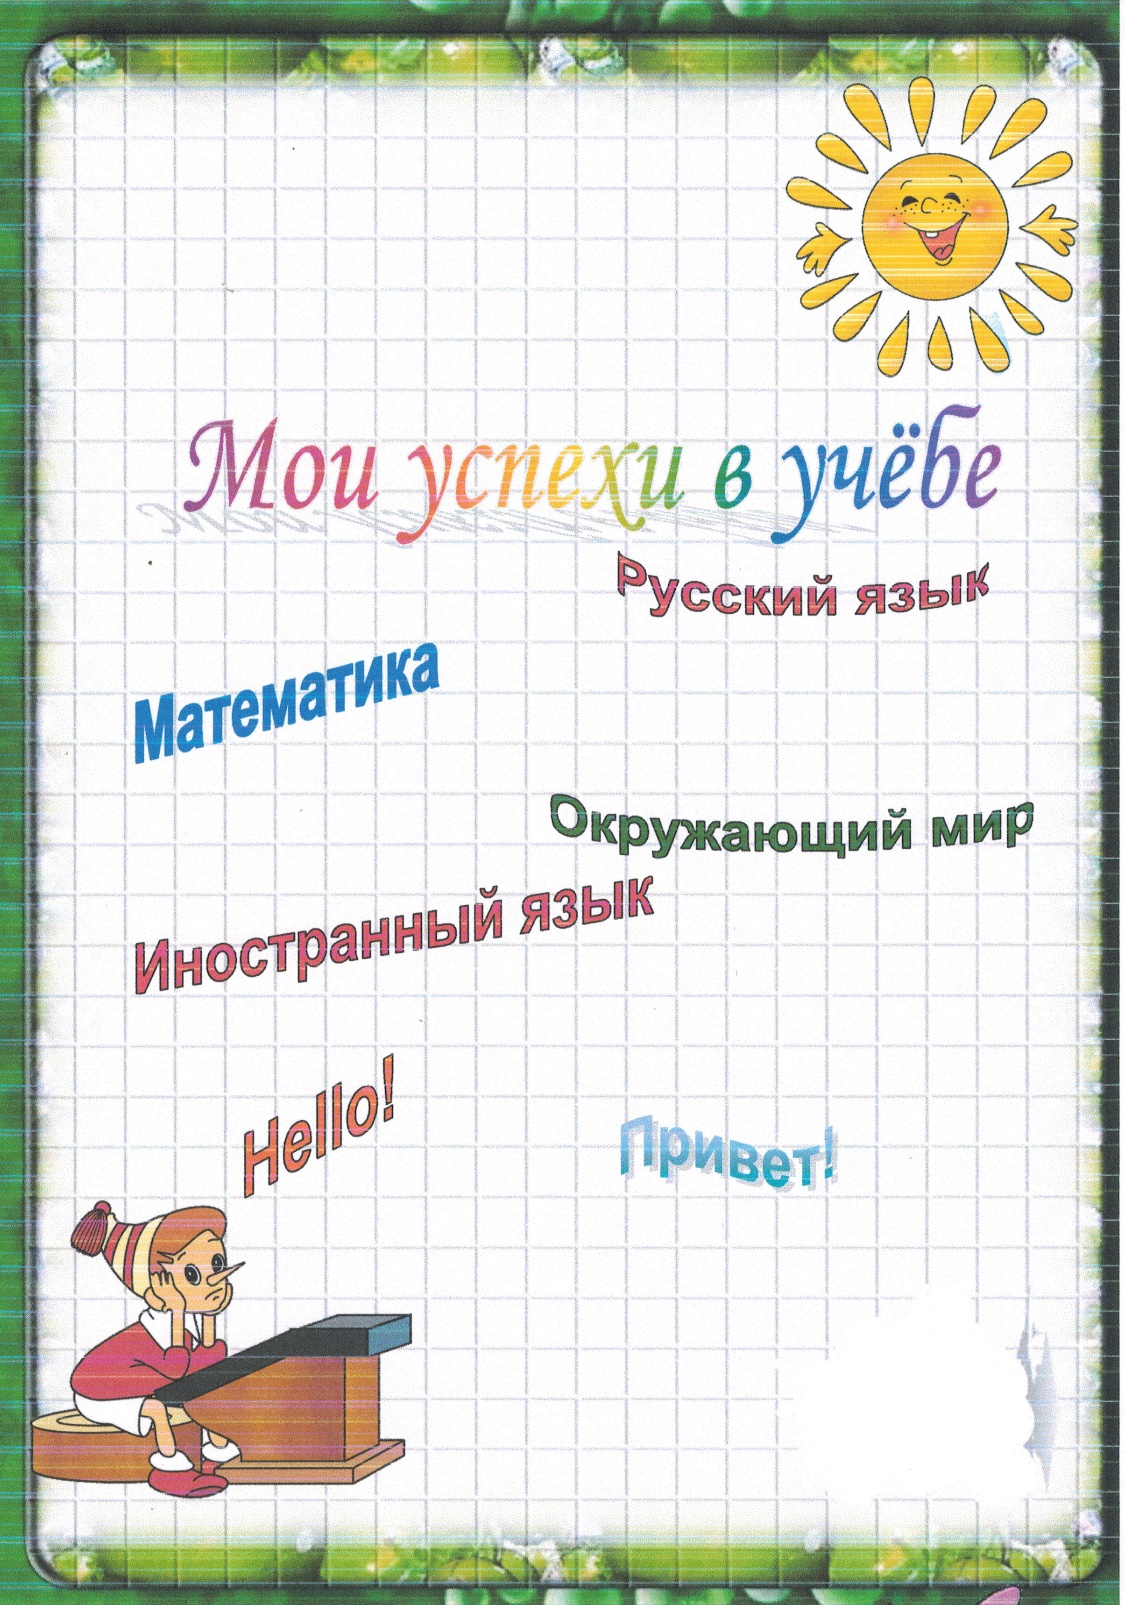 Мои успехи в учёбе
Русский язык
Математика
Окружающий мир
Иностранный язык
Hello!
Привет!